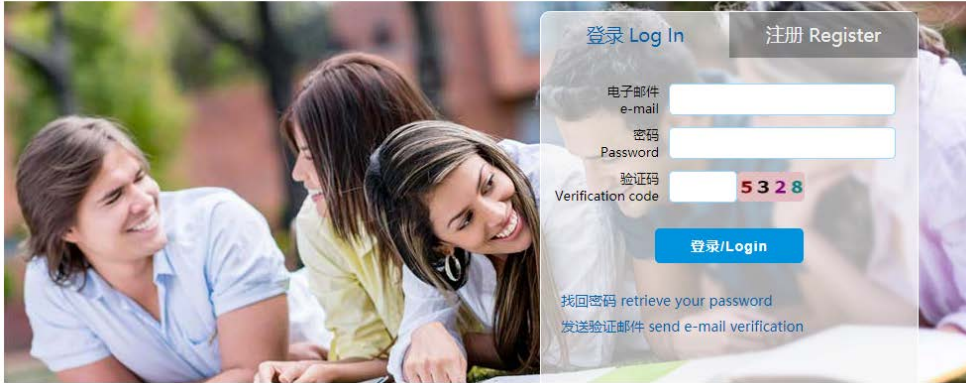 登录 Log In
注册 Register
电子邮件
e-mail
密码
Password
验证码
Verification code
5328
登录/Login
找回密码 retrieve your password
发送验证邮件 send e-mail verification